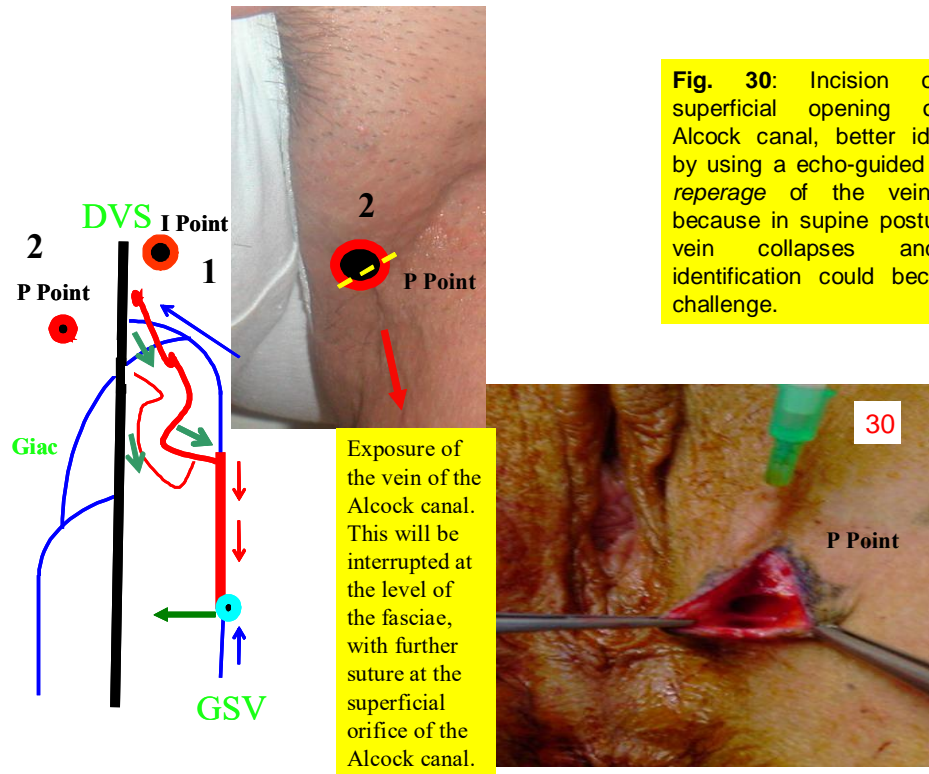 DVS
I Point
2
1
P Point
Giac
GSV
2
P Point
Fig. 30: Incision
superficial opening
Alcock canal, better
by using a echo-guided
reperage of the vein
because in supine
vein collapses
identification could
challenge.
Exposure of
the vein of the
Alcock canal.
This will be
interrupted at
the level of
the fasciae,
with further
suture at the
superficial
orifice of the
Alcock canal.
30
P Point